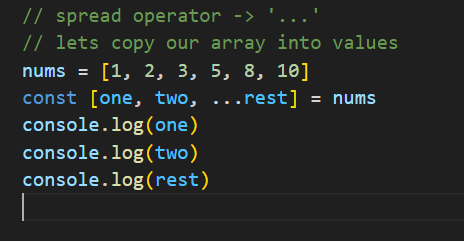 // spread operator -> '...'
// lets copy our array into values
nums = [1, 2, 3, 5, 8, 10]
const [one, two, ...rest] = nums
console.log(one)
console.log(two)
console.log(rest)